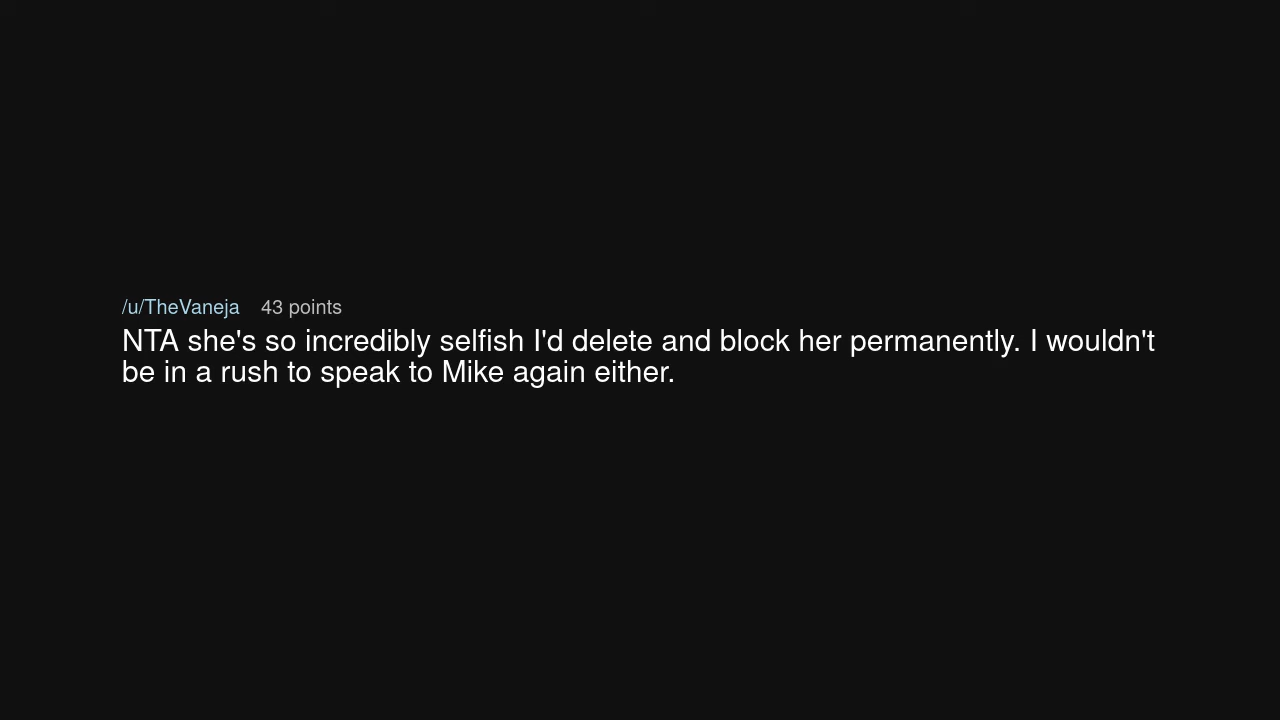 /u/TheVaneja 43 points
NTA she's so incredibly selfish I'd delete and block her permanently. I wouldn't
be in a rush to speak to Mike again either.